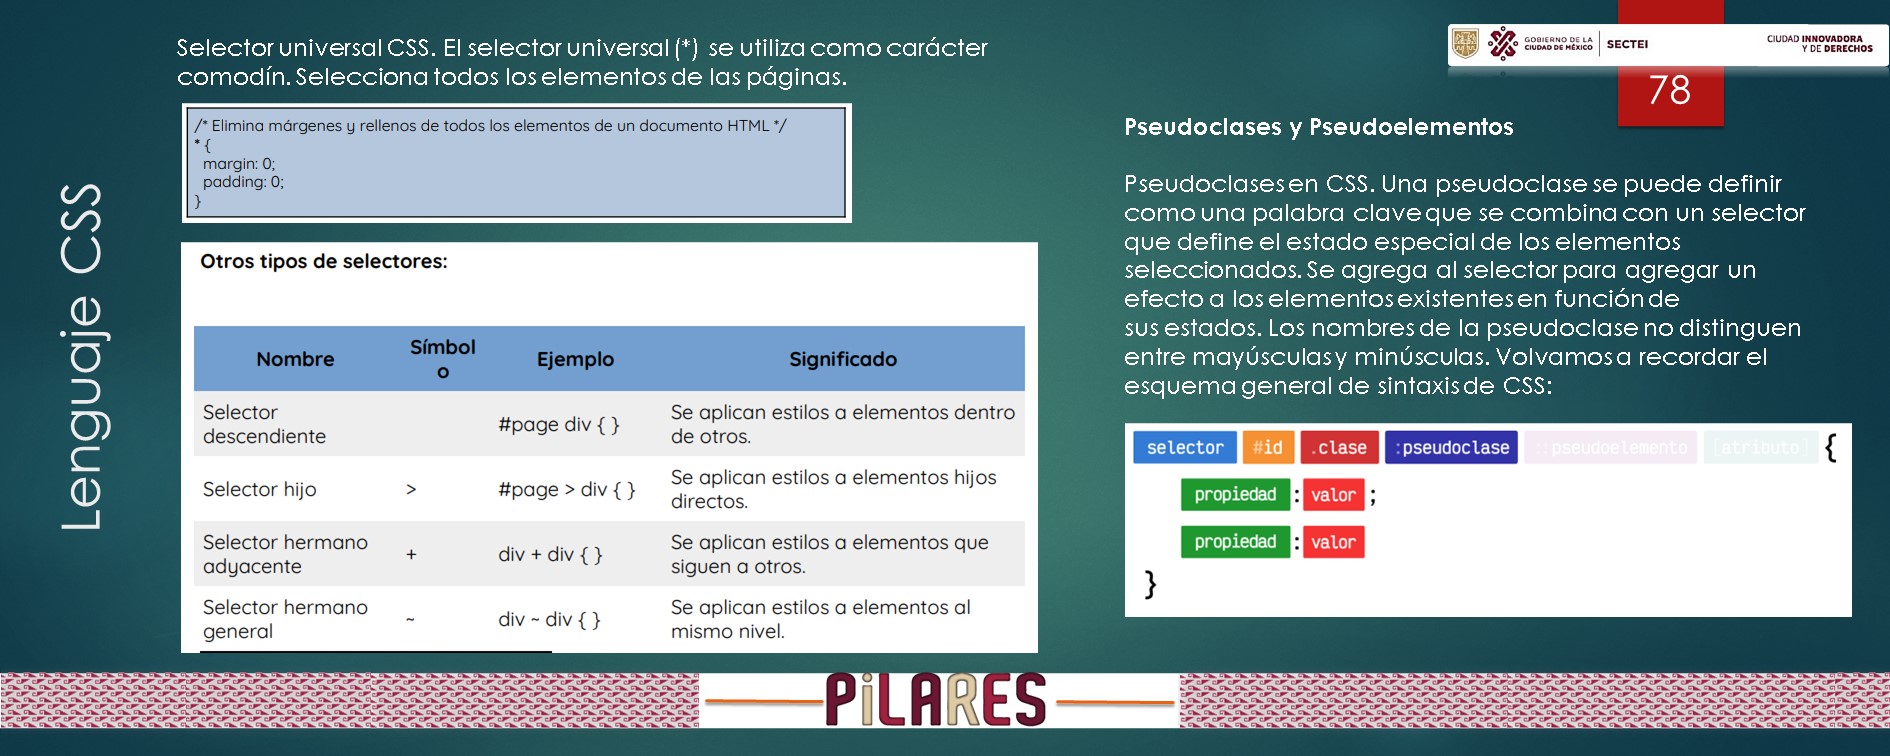 Selector universal CSS. El selector universal (*) se utiliza como carácter
comodín. Selecciona todos los elementos de las páginas.
/* Elimina márgenes y rellenos de todos los elementos de un documento HTML */
* {
margin: 0;
padding: 0;
}
Lenguaje CSS
Otros tipos de selectores:
Nombre Símbol
o Ejemplo Significado
Selector
descendiente #page div { } Se aplican estilos a elementos dentro
de otros.
Selector hijo > #page > div { } Se aplican estilos a elementos hijos
directos.
Selector hermano
adyacente + div + div { } Se aplican estilos a elementos que
siguen a otros.
Selector hermano
general ~ div ~ div { } Se aplican estilos a elementos al
mismo nivel.
GOBIERNO DE LA
CIUDAD DE MÉXICO
SECTEI
CIUDAD INNOVADORA
Y DE DERECHOS
78
Pseudoclases y Pseudoelementos
Pseudoclases en CSS. Una pseudoclase se puede definir
como una palabra clave que se combina con un selector
que define el estado especial de los elementos
seleccionados. Se agrega al selector para agregar un
efecto a los elementos existentes en función de
sus estados. Los nombres de la pseudoclase no distinguen
entre mayúsculas y minúsculas. Volvamos a recordar el
esquema general de sintaxis de CSS:
selector #id .clase :pseudoclase ::pseudoelemento [atributo] {
propiedad : valor ;
propiedad : valor
}
PiLARES